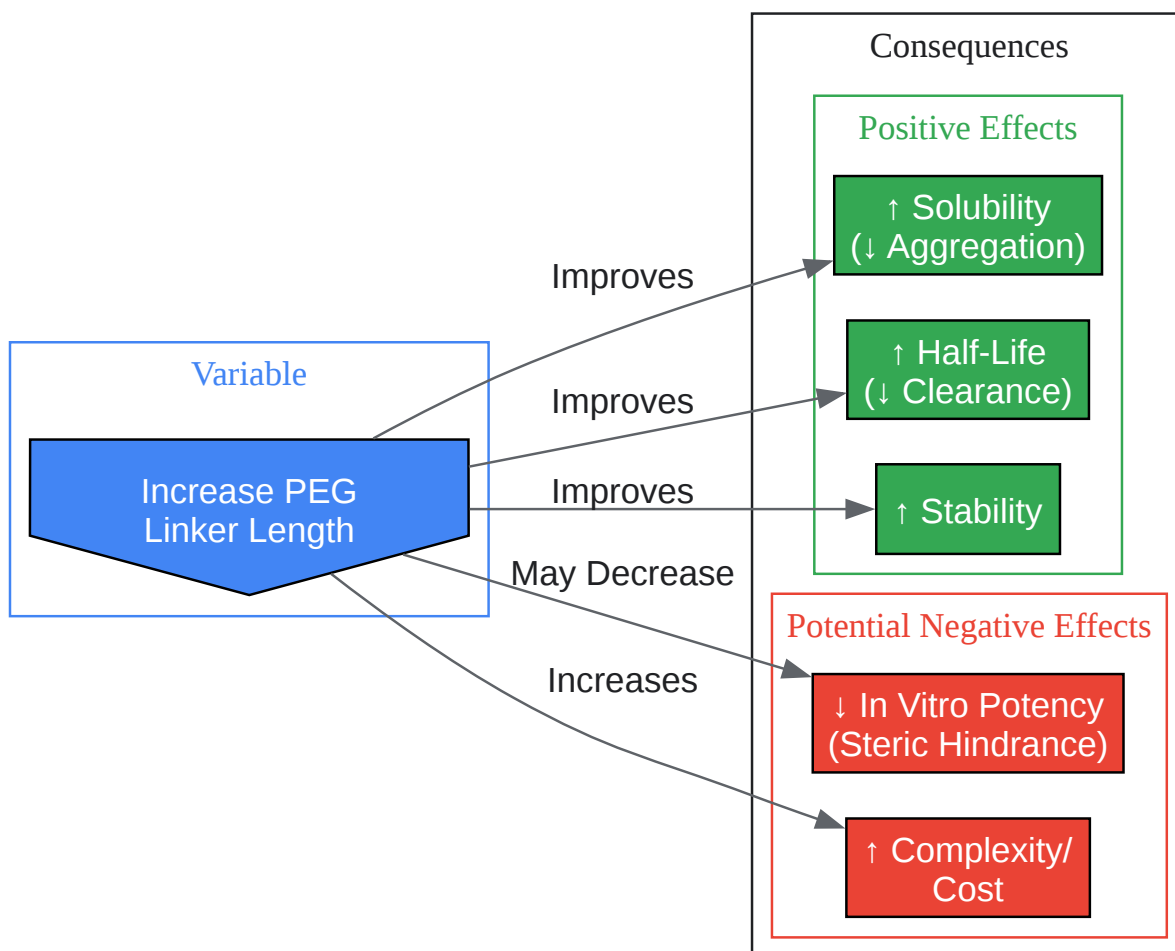 Consequences
Positive Effects
↑ Solubility
(↓ Aggregation)
Improves
↑ Half-Life
(↓ Clearance)
Variable
Improves
Increase PEG
Linker Length
Improves
↑ Stability
May Decrease
Potential Negative Effects
Increases
↓ In Vitro Potency
(Steric Hindrance)
↑ Complexity/
Cost